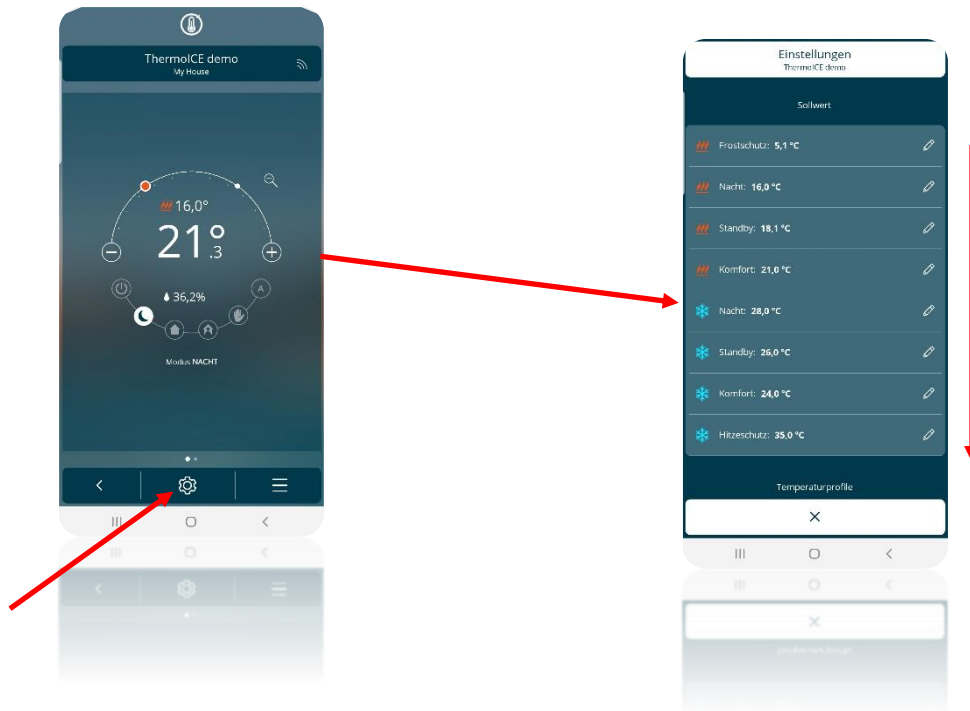 ThermoICE demo
My House
16,0°
21°.3
36,2%
A
Modus NACHT
Einstellungen
ThermoICE demo
Sollwert
Frostschutz: 5,1 °C
Nacht: 16,0 °C
Standby: 18,1 °C
Komfort: 21,0 °C
Nacht: 28,0 °C
Standby: 26,0 °C
Komfort: 24,0 °C
Hitzeschutz: 35,0 °C
Temperaturprofile